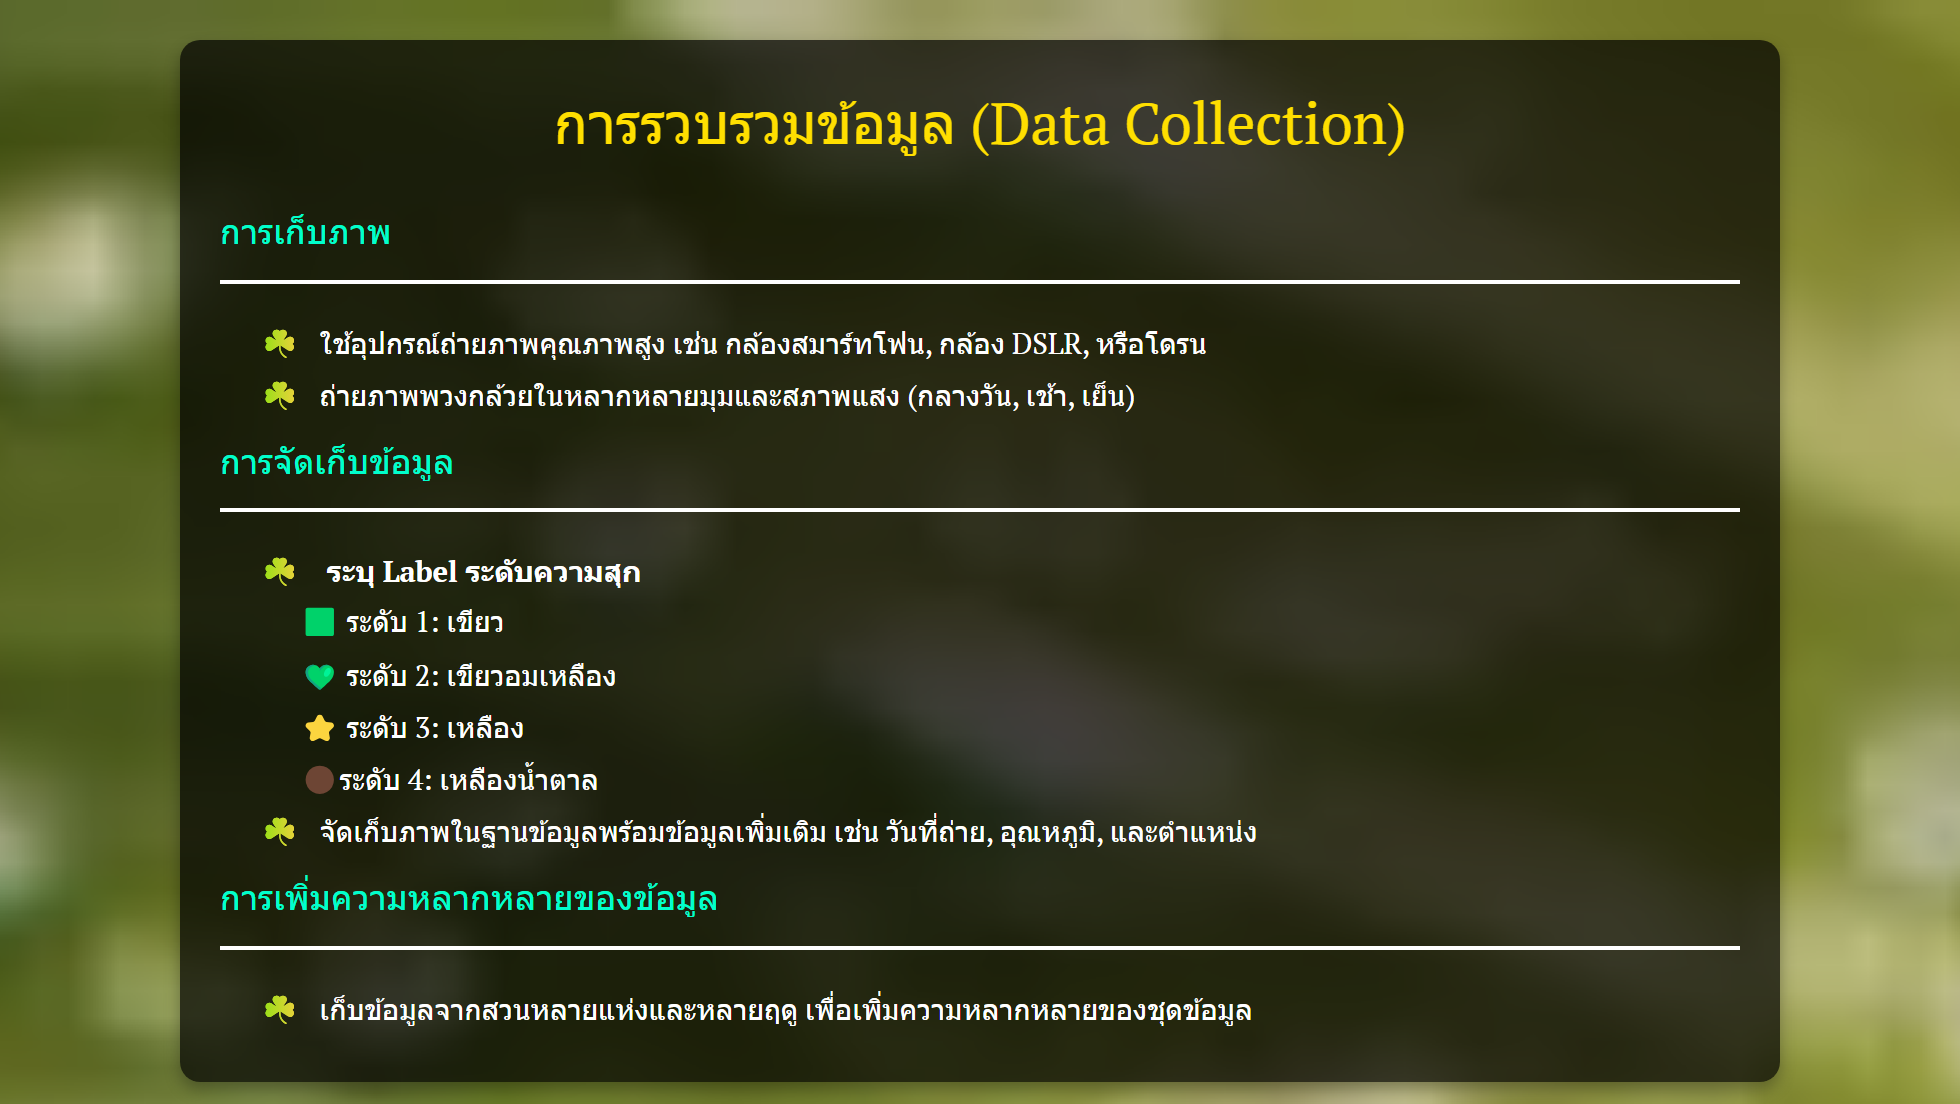 การรวบรวมข้อมูล (Data Collection)
การเก็บภาพ
ใช้อุปกรณ์ถ่ายภาพคุณภาพสูง เช่น กล้องสมาร์ทโฟน, กล้อง DSLR, หรือโดรน
ถ่ายภาพพวงกล้วยในหลากหลายมุมและสภาพแสง (กลางวัน, เช้า, เย็น)
การจัดเก็บข้อมูล
ระบุ Label ระดับความสุก
ระดับ 1: เขียว
ระดับ 2: เขียวอมเหลือง
ระดับ 3: เหลือง
ระดับ 4: เหลืองน้ำตาล
จัดเก็บภาพในฐานข้อมูลพร้อมข้อมูลเพิ่มเติม เช่น วันที่ถ่าย, อุณหภูมิ, และตำแหน่ง
การเพิ่มความหลากหลายของข้อมูล
เก็บข้อมูลจากสวนหลายแห่งและหลายฤดู เพื่อเพิ่มความหลากหลายของชุดข้อมูล